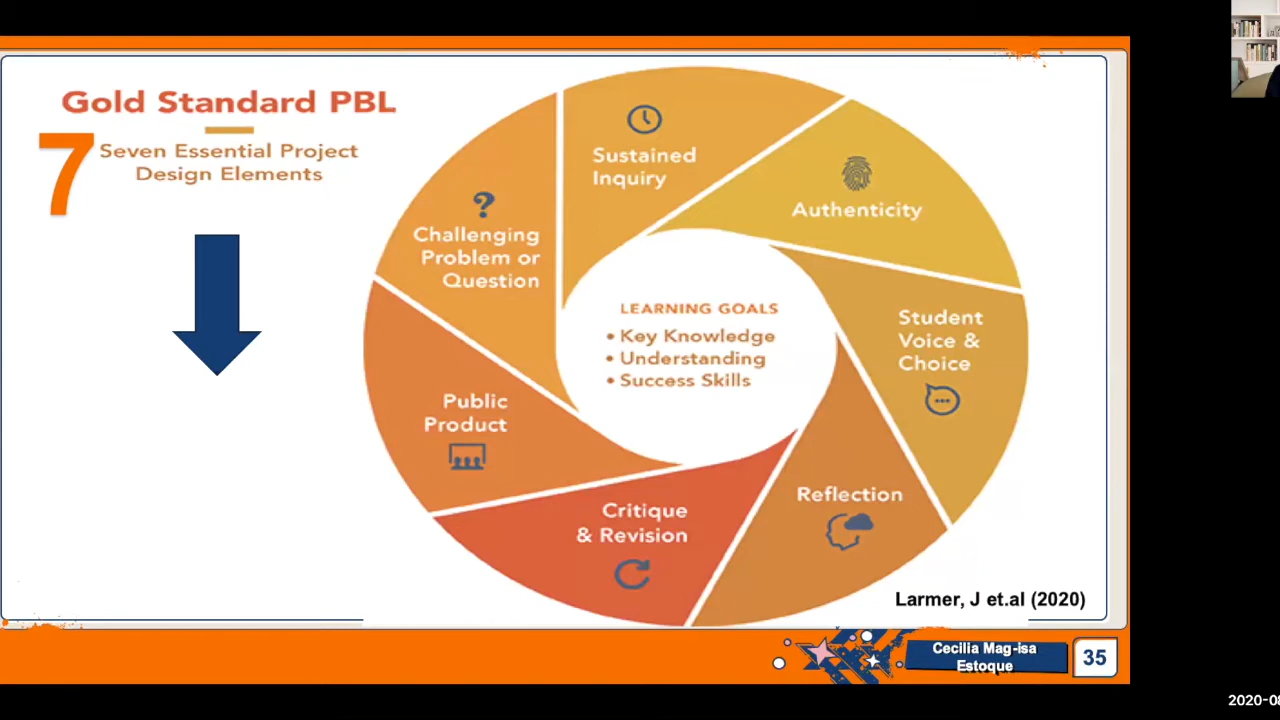 Gold Standard PBL
7
Seven Essential Project
Design Elements
Sustained
Inquiry
Authenticity
?
Challenging
Problem or
Question
Student
Voice &
Choice
LEARNING GOALS
• Key Knowledge
• Understanding
• Success Skills
Public
Product
Reflection
Critique
& Revision
Larmer, J et.al (2020)
Cecilia Mag-isa
Estoque
35